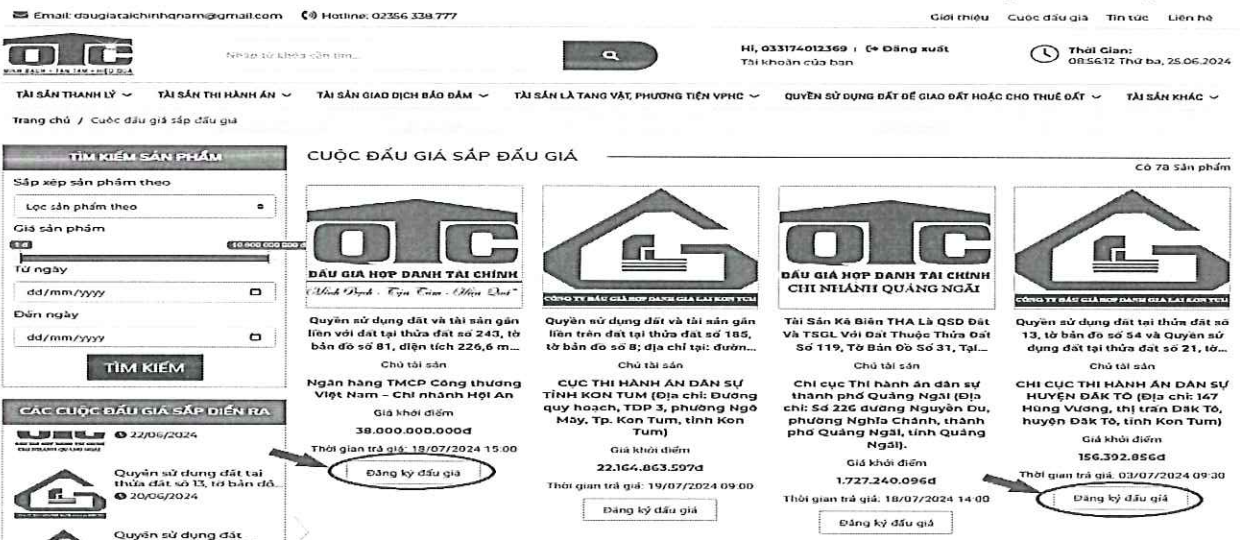 Email: daugiataichinhqnam@gmail.com Hotline: 02356 338.777
Giới thiệu Cuộc đấu giá Tin tức Liên hệ
QTC
MINH BẠCH - TẬN TÂM - HIỆU QUẢ
Nhập từ khóa cần tìm...
Hi, 033174012369 | Đăng xuất
Tài khoản của bạn
Thời Gian:
08:56:12 Thứ ba, 25.06.2024
TÀI SẢN THANH LÝ TÀI SẢN THI HÀNH ÁN TÀI SẢN GIAO DỊCH BẢO ĐẢM TÀI SẢN LÀ TANG VẬT, PHƯƠNG TIỆN VPHC QUYỀN SỬ DỤNG ĐẤT ĐỂ GIAO ĐẤT HOẶC CHO THUÊ ĐẤT TÀI SẢN KHÁC
Trang chủ / Cuộc đấu giá sắp đấu giá
TÌM KIẾM SẢN PHẨM
Sắp xếp sản phẩm theo
Lọc sản phẩm theo
Giá sản phẩm
Từ ngày
dd/mm/yyyy
Đến ngày
dd/mm/yyyy
TÌM KIẾM
CÁC CUỘC ĐẤU GIÁ SẮP DIỄN RA
22/06/2024
Quyền sử dụng đất tại
thửa đất số 13, tờ bản đồ...
20/06/2024
Quyền sử dụng đất
CUỘC ĐẤU GIÁ SẮP ĐẤU GIÁ
Có 78 Sản phẩm
QTC
ĐẤU GIÁ HỢP DANH TÀI CHÍNH
"Minh Bạch - Tận Tâm - Hiệu Quả"
Quyền sử dụng đất và tài sản gắn
liền với đất tại thửa đất số 243, tờ
bản đồ số 81, diện tích 226,6 m...
Chủ tài sản
Ngân hàng TMCP Công thương
Việt Nam – Chi nhánh Hội An
Giá khởi điểm
38.000.000.000đ
Thời gian trả giá: 18/07/2024 15:00
Đăng ký đấu giá
CÔNG TY ĐẤU GIÁ HỢP DANH GIA LAI KON TUM
Quyền sử dụng đất và tài sản gắn
liền trên đất tại thửa đất số 185,
tờ bản đồ số 8; địa chỉ tại: đườn...
Chủ tài sản
CỤC THI HÀNH ÁN DÂN SỰ
TỈNH KON TUM (Địa chỉ: Đường
quy hoạch, TDP 3, phường Ngô
Mây, Tp. Kon Tum, tỉnh Kon
Tum)
Giá khởi điểm
22.164.863.597đ
Thời gian trả giá: 19/07/2024 09:00
Đăng ký đấu giá
QTC
ĐẤU GIÁ HỢP DANH TÀI CHÍNH
CHI NHÁNH QUẢNG NGÃI
Tài Sản Kê Biên THA Là QSD Đất
Và TSGL Với Đất Thuộc Thửa Đất
Số 119, Tờ Bản Đồ Số 31, Tại...
Chủ tài sản
Chi cục Thi hành án dân sự
thành phố Quảng Ngãi (Địa
chỉ: Số 226 đường Nguyễn Du,
phường Nghĩa Chánh, thành
phố Quảng Ngãi, tỉnh Quảng
Ngãi).
Giá khởi điểm
1.727.240.096đ
Thời gian trả giá: 18/07/2024 14:00
Đăng ký đấu giá
CÔNG TY ĐẤU GIÁ HỢP DANH GIA LAI KON TUM
Quyền sử dụng đất tại thửa đất số
13, tờ bản đồ số 54 và Quyền sử
dụng đất tại thửa đất số 21, tờ...
Chủ tài sản
CHI CỤC THI HÀNH ÁN DÂN SỰ
HUYỆN ĐĂK TÔ (Địa chỉ: 147
Hùng Vương, thị trấn Đăk Tô,
huyện Đăk Tô, tỉnh Kon Tum)
Giá khởi điểm
156.392.856đ
Thời gian trả giá: 03/07/2024 09:30
Đăng ký đấu giá